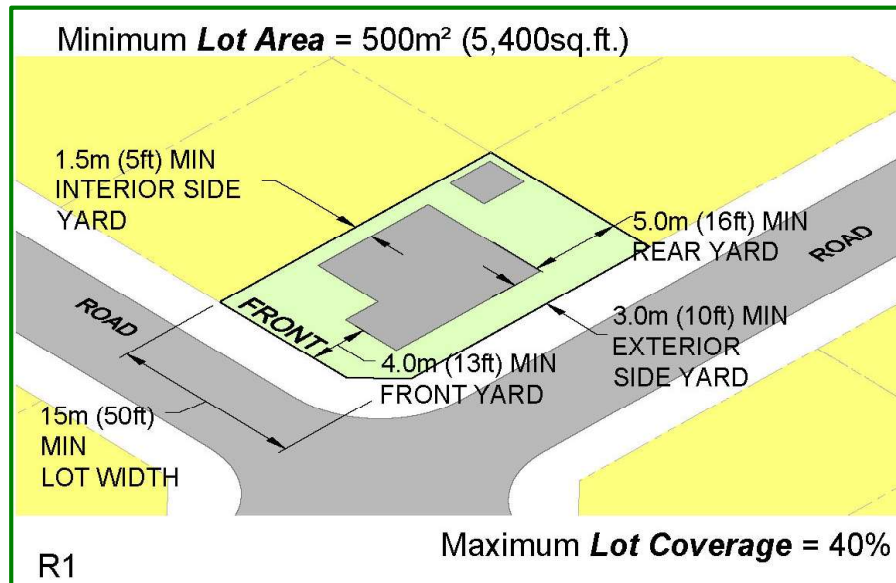 Minimum Lot Area = 500m² (5,400sq.ft.)
1.5m (5ft) MIN
INTERIOR SIDE
YARD
5.0m (16ft) MIN
REAR YARD
ROAD
ROAD
FRONT
3.0m (10ft) MIN
EXTERIOR
SIDE YARD
4.0m (13ft) MIN
FRONT YARD
15m (50ft)
MIN
LOT WIDTH
Maximum Lot Coverage = 40%
R1